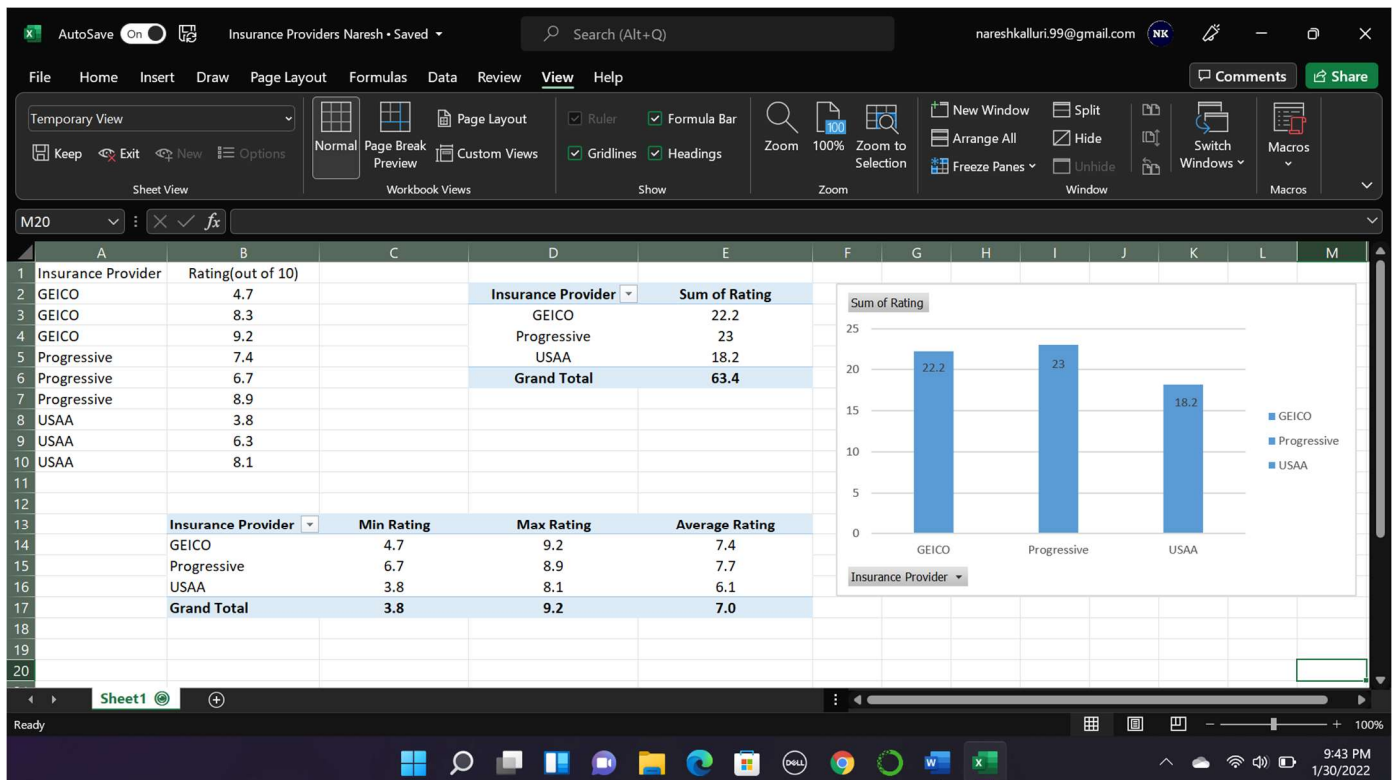 AutoSave On Insurance Providers Naresh • Saved Search (Alt+Q) nareshkalluri.99@gmail.com NK
File Home Insert Draw Page Layout Formulas Data Review View Help Comments Share
Temporary View
Keep Exit New Options
Sheet View
Normal Page Break Preview Page Layout Custom Views
Workbook Views
Ruler Formula Bar
Gridlines Headings
Show
Zoom 100 100% Zoom to Selection
Zoom
New Window Split
Arrange All Hide
Freeze Panes Unhide
Switch Windows
Window
Macros
Macros
M20 fx
A B C D E F G H I J K L M
1 Insurance Provider Rating(out of 10)
2 GEICO 4.7 Insurance Provider Sum of Rating
3 GEICO 8.3 GEICO 22.2
4 GEICO 9.2 Progressive 23
5 Progressive 7.4 USAA 18.2
6 Progressive 6.7 Grand Total 63.4
7 Progressive 8.9
8 USAA 3.8
9 USAA 6.3
10 USAA 8.1
11
12
13 Insurance Provider Min Rating Max Rating Average Rating
14 GEICO 4.7 9.2 7.4
15 Progressive 6.7 8.9 7.7
16 USAA 3.8 8.1 6.1
17 Grand Total 3.8 9.2 7.0
18
19
20
Sum of Rating
25
20
15
10
5
0
22.2 23 18.2
GEICO Progressive USAA
GEICO
Progressive
USAA
Insurance Provider
Sheet1
Ready 100%
DELL W X
9:43 PM
1/30/2022